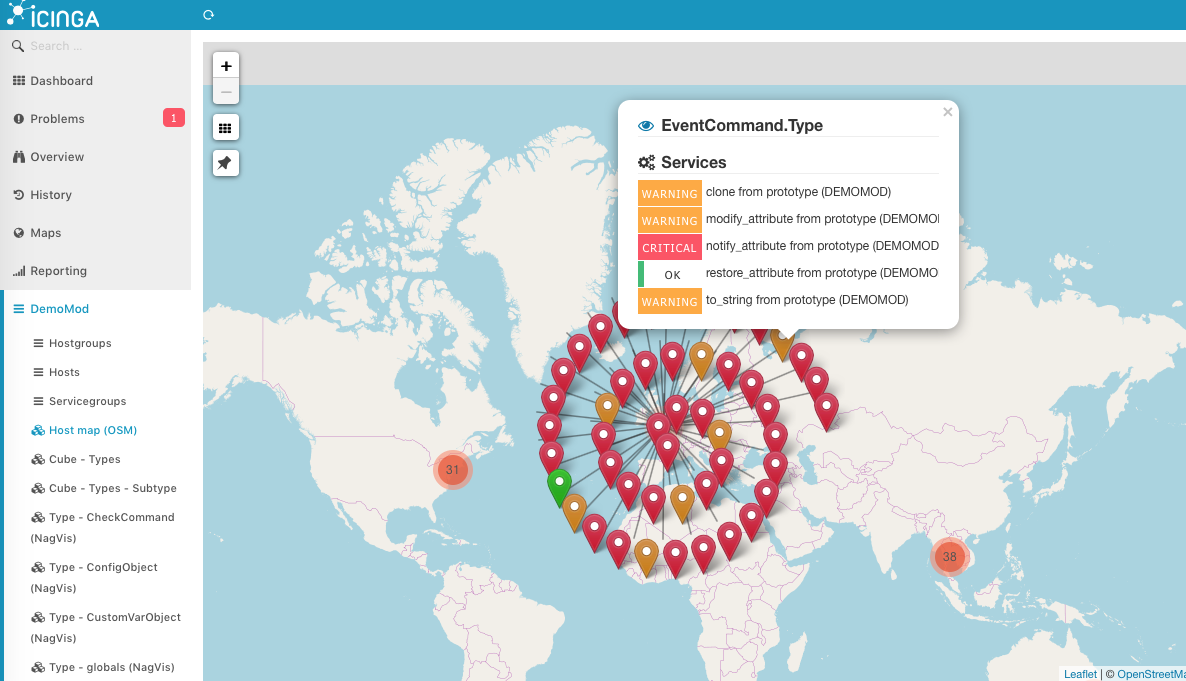 ICINGA
Search ...
Dashboard
Problems
1
Overview
History
Maps
Reporting
DemoMod
Hostgroups
Hosts
Servicegroups
Host map (OSM)
Cube - Types
Cube - Types - Subtype
Type - CheckCommand
(NagVis)
Type - ConfigObject
(NagVis)
Type - CustomVarObject
(NagVis)
Type - globals (NagVis)
+
−
×
EventCommand.Type
Services
WARNING clone from prototype (DEMOMOD)
WARNING modify_attribute from prototype (DEMOMO
CRITICAL notify_attribute from prototype (DEMOMOD
OK restore_attribute from prototype (DEMOMO
WARNING to_string from prototype (DEMOMOD)
31
38
Leaflet | © OpenStreetMa